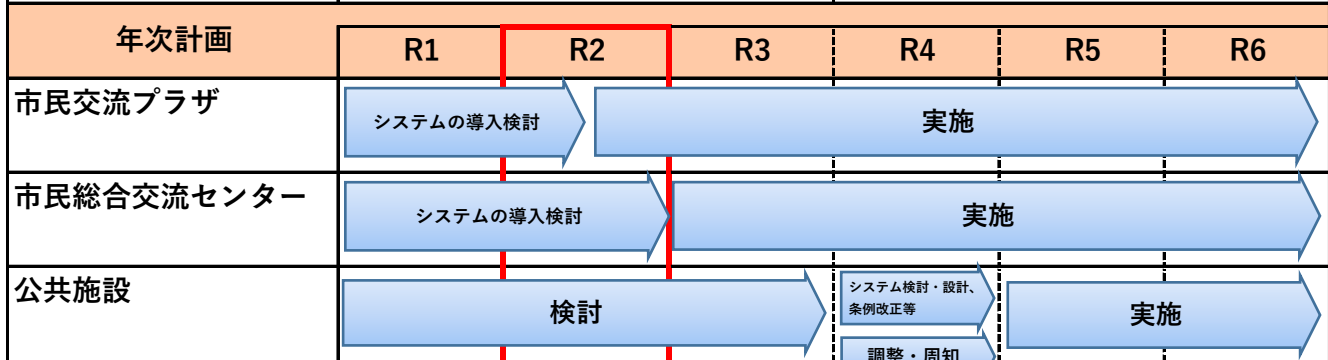 年次計画
R1
R2
R3
R4
R5
R6
市民交流プラザ
システムの導入検討
実施
市民総合交流センター
システムの導入検討
実施
公共施設
検討
システム検討・設計、
条例改正等
調整・周知
実施